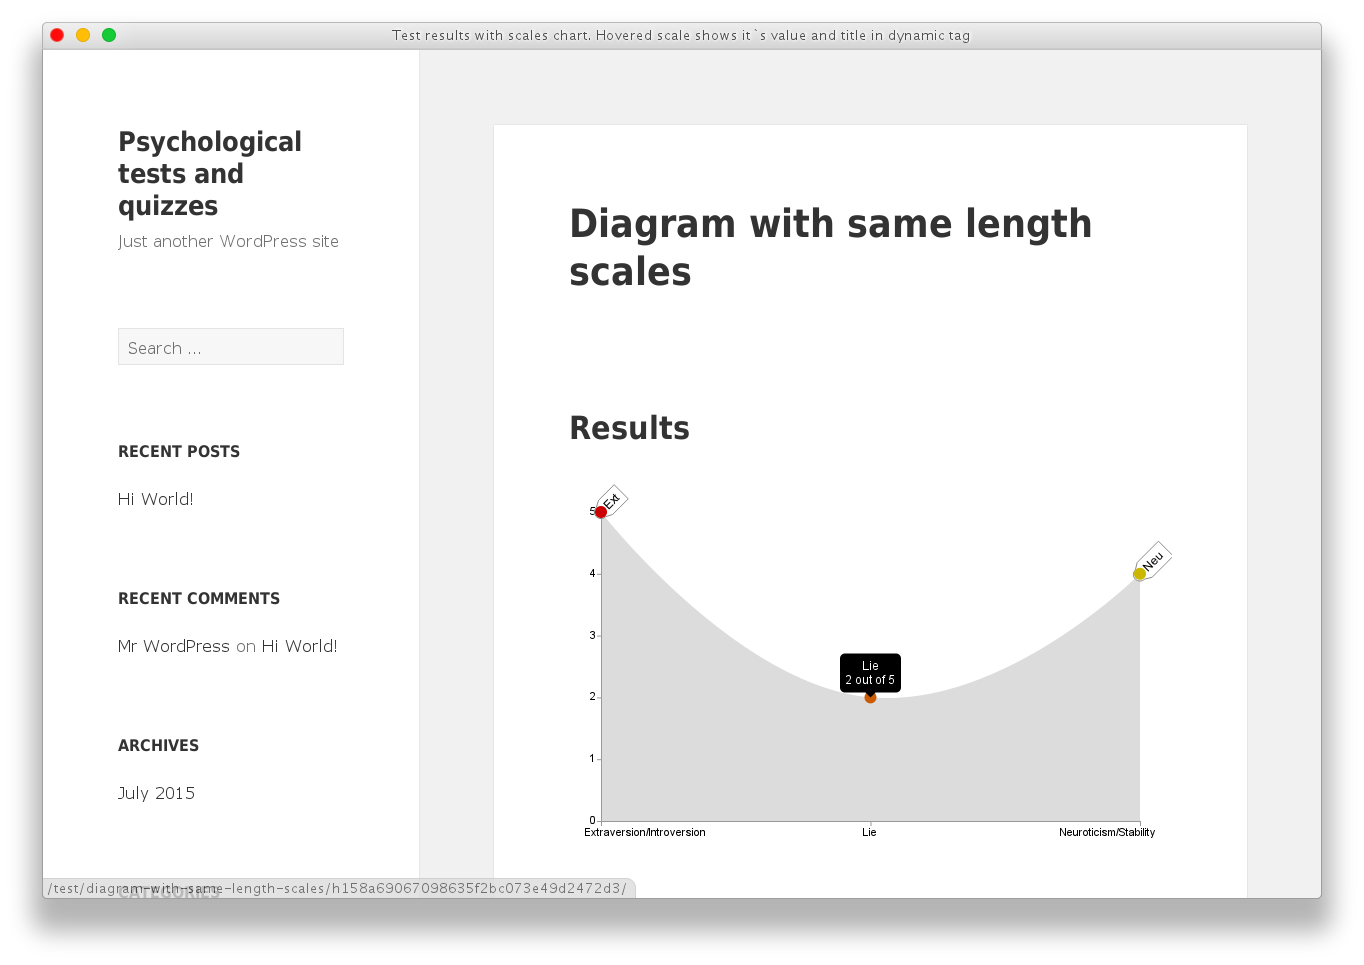 Test results with scales chart. Hovered scale shows it`s value and title in dynamic tag
Psychological
tests and
quizzes
Just another WordPress site
Search ...
RECENT POSTS
Hi World!
RECENT COMMENTS
Mr WordPress on Hi World!
ARCHIVES
July 2015
CATEGORIES
/test/diagram-with-same-length-scales/h158a69067098635f2bc073e49d2472d3/
Diagram with same length
scales
Results
Ext
5
Neu
4
3
Lie
2 out of 5
2
1
0
Extraversion/Introversion
Lie
Neuroticism/Stability